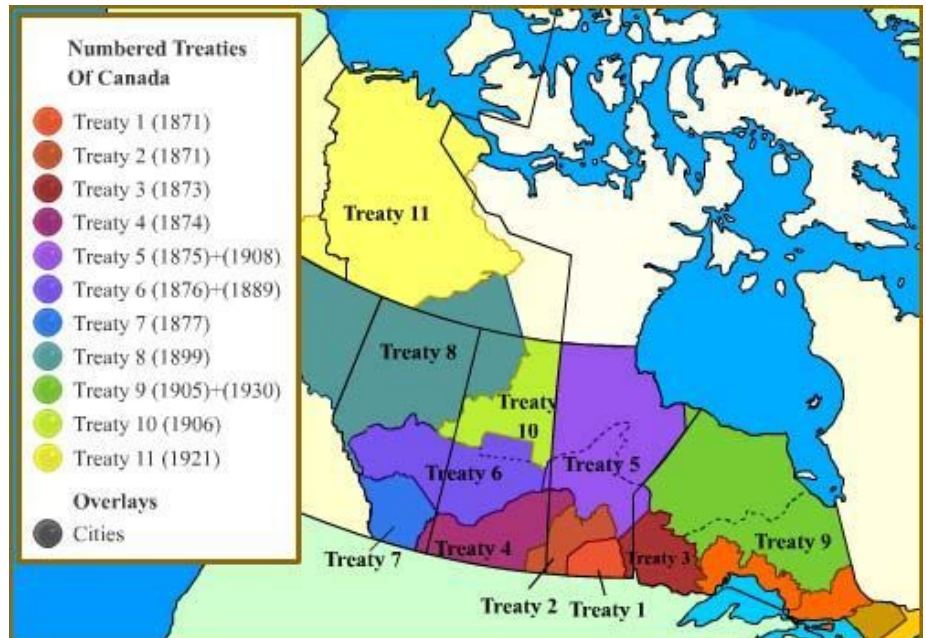 Numbered Treaties
Of Canada
Treaty 1 (1871)
Treaty 2 (1871)
Treaty 3 (1873)
Treaty 4 (1874)
Treaty 5 (1875)+(1908)
Treaty 6 (1876)+(1889)
Treaty 7 (1877)
Treaty 8 (1899)
Treaty 9 (1905)+(1930)
Treaty 10 (1906)
Treaty 11 (1921)
Overlays
Cities
Treaty 11
Treaty 8
Treaty
10
Treaty 6
Treaty 5
Treaty 7
Treaty 4
Treaty 3
Treaty 9
Treaty 2
Treaty 1